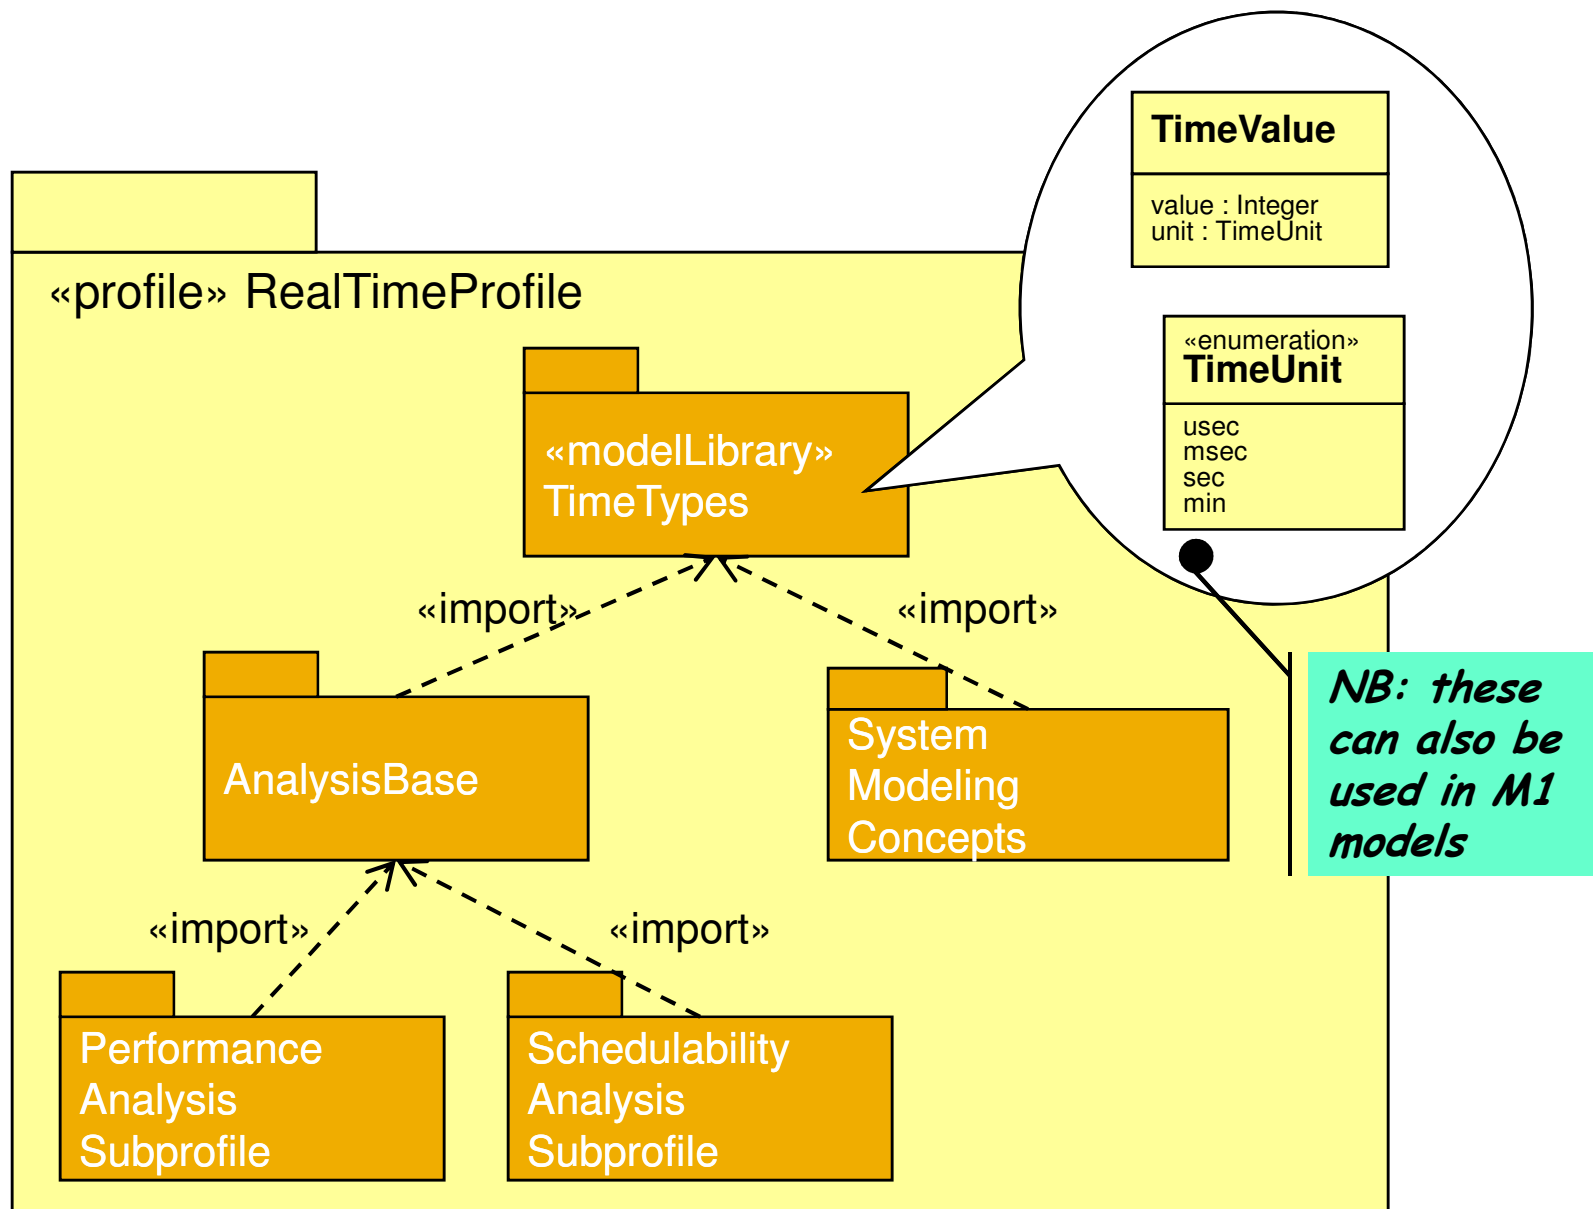 TimeValue
value : Integer
unit : TimeUnit
«profile» RealTimeProfile
«enumeration»
TimeUnit
usec
msec
sec
min
«modelLibrary»
TimeTypes
«import»
«import»
NB: these
can also be
used in M1
models
AnalysisBase
System
Modeling
Concepts
«import»
«import»
Performance
Analysis
Subprofile
Schedulability
Analysis
Subprofile